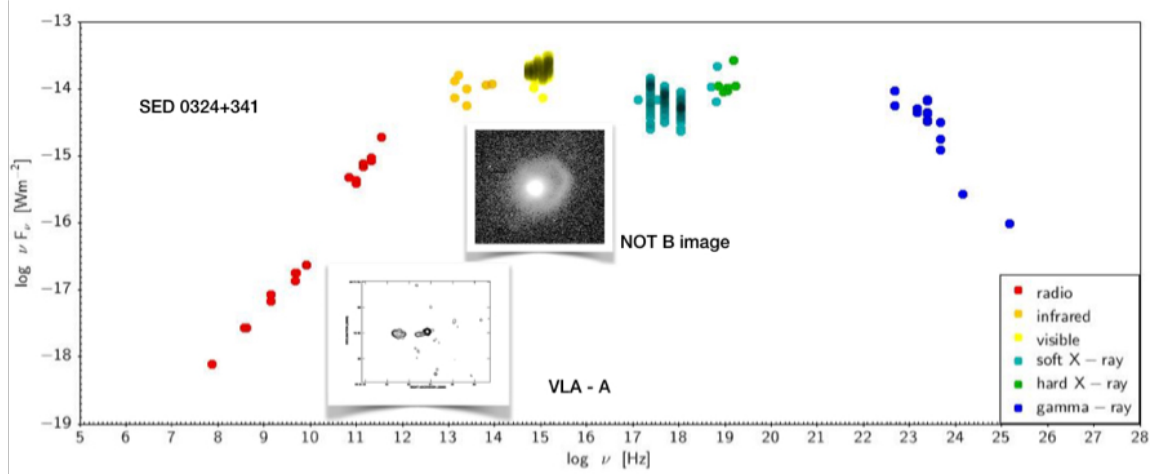 −13
−14
−15
−16
−17
−18
−19
log ν Fν [Wm⁻²]
SED 0324+341
NOT B image
VLA - A
radio
infrared
visible
soft X − ray
hard X − ray
gamma − ray
5 6 7 8 9 10 11 12 13 14 15 16 17 18 19 20 21 22 23 24 25 26 27 28
log ν [Hz]